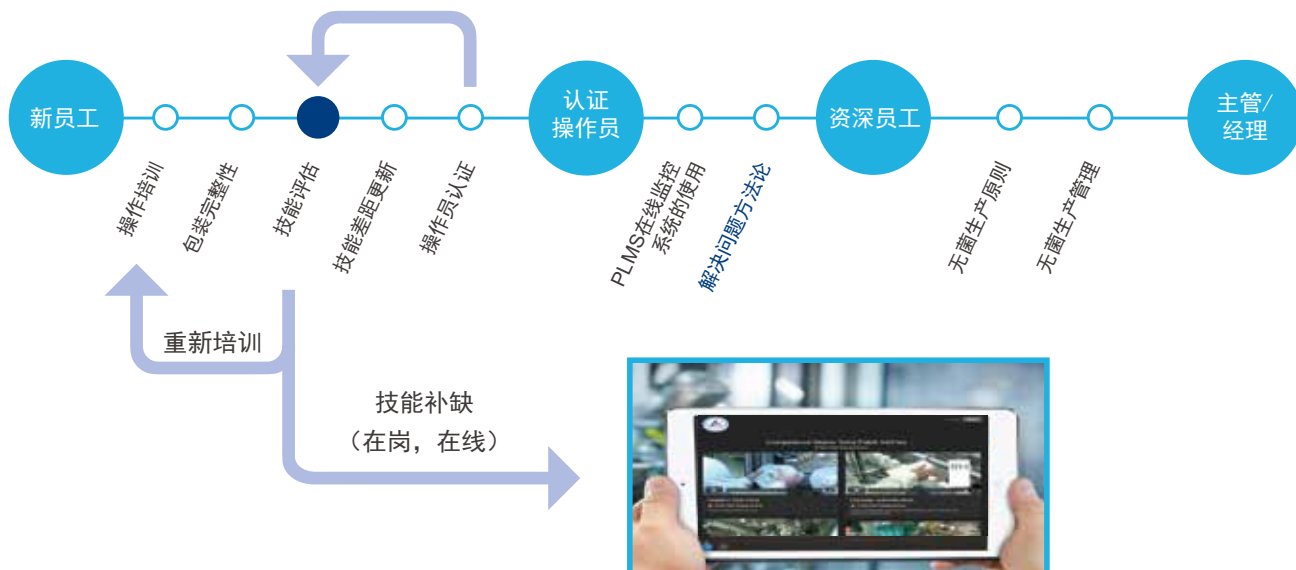 新员工
认证
操作员
资深员工
主管/
经理
操作培训
包装完整性
技能评估
技能差距更新
操作员认证
PLMS在线监控
系统的使用
解决问题方法论
无菌生产原则
无菌生产管理
重新培训
技能补缺
（在岗，在线）